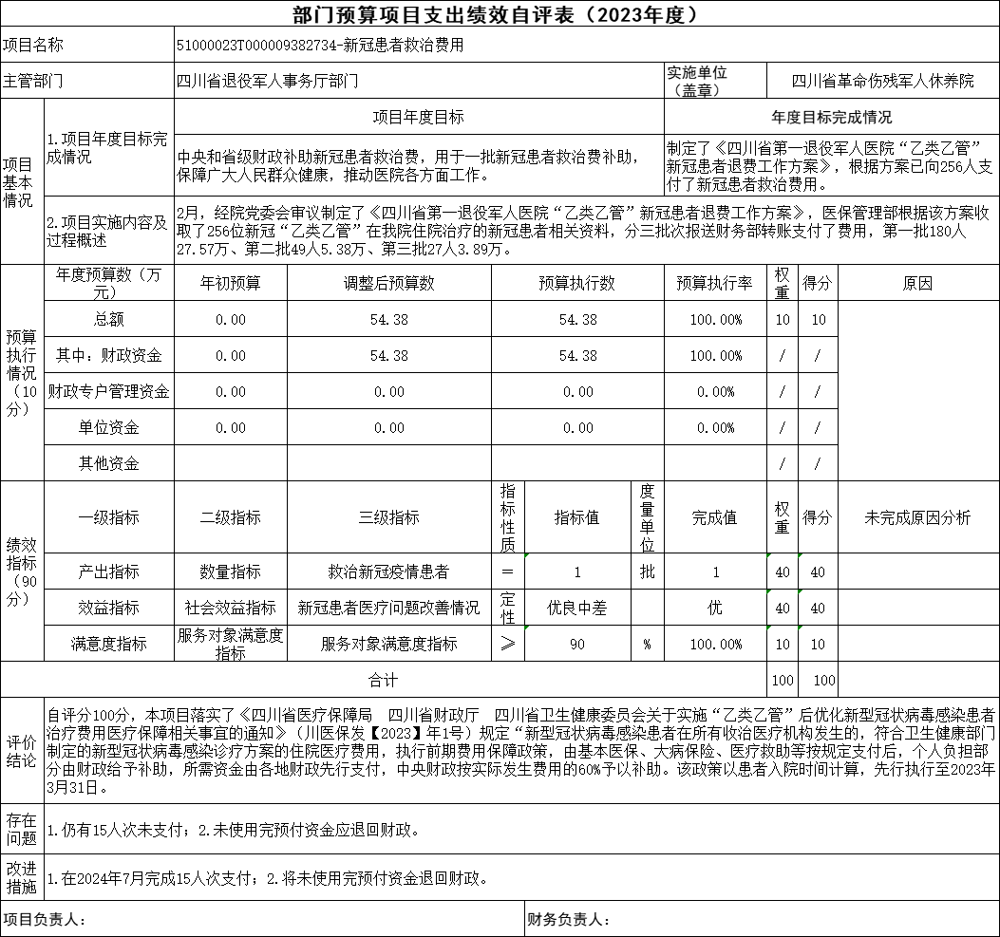 部门预算项目支出绩效自评表（2023年度）
项目名称
51000023T000009382734-新冠患者救治费用
主管部门
四川省退役军人事务厅部门
实施单位
（盖章）
四川省革命伤残军人休养院
项目
基本
情况
1.项目年度目标完
成情况
项目年度目标
年度目标完成情况
中央和省级财政补助新冠患者救治费，用于一批新冠患者救治费补助，
保障广大人民群众健康，推动医院各方面工作。
制定了《四川省第一退役军人医院“乙类乙管”
新冠患者退费工作方案》，根据方案已向256人支
付了新冠患者救治费用。
2.项目实施内容及
过程概述
2月，经院党委会审议制定了《四川省第一退役军人医院“乙类乙管”新冠患者退费工作方案》，医保管理部根据该方案收
取了256位新冠“乙类乙管”在我院住院治疗的新冠患者相关资料，分三批次报送财务部转账支付了费用，第一批180人
27.57万、第二批49人5.38万、第三批27人3.89万。
预算
执行
情况
（10
分）
年度预算数（万
元）
年初预算
调整后预算数
预算执行数
预算执行率
权
重
得分
原因
总额 0.00 54.38 54.38 100.00% 10 10
其中：财政资金 0.00 54.38 54.38 100.00% / /
财政专户管理资金 0.00 0.00 0.00 0.00% / /
单位资金 0.00 0.00 0.00 0.00% / /
其他资金 / /
绩效
指标
（90
分）
一级指标
二级指标
三级指标
指
标
性
质
指标值
度
量
单
位
完成值
权
重
得分
未完成原因分析
产出指标 数量指标 救治新冠疫情患者 ＝ 1 批 1 40 40
效益指标 社会效益指标 新冠患者医疗问题改善情况
定
性
优良中差 优 40 40
满意度指标
服务对象满意度
指标
服务对象满意度指标 ≥ 90 % 100.00% 10 10
合计 100 100
评价
结论
自评分100分，本项目落实了《四川省医疗保障局　四川省财政厅　四川省卫生健康委员会关于实施“乙类乙管”后优化新型冠状病毒感染患者
治疗费用医疗保障相关事宜的通知》（川医保发【2023】年1号）规定“新型冠状病毒感染患者在所有收治医疗机构发生的，符合卫生健康部门
制定的新型冠状病毒感染诊疗方案的住院医疗费用，执行前期费用保障政策，由基本医保、大病保险、医疗救助等按规定支付后，个人负担部
分由财政给予补助，所需资金由各地财政先行支付，中央财政按实际发生费用的60%予以补助。该政策以患者入院时间计算，先行执行至2023年
3月31日。
存在
问题
1.仍有15人次未支付；2.未使用完预付资金应退回财政。
改进
措施
1.在2024年7月完成15人次支付；2.将未使用完预付资金退回财政。
项目负责人：
财务负责人：